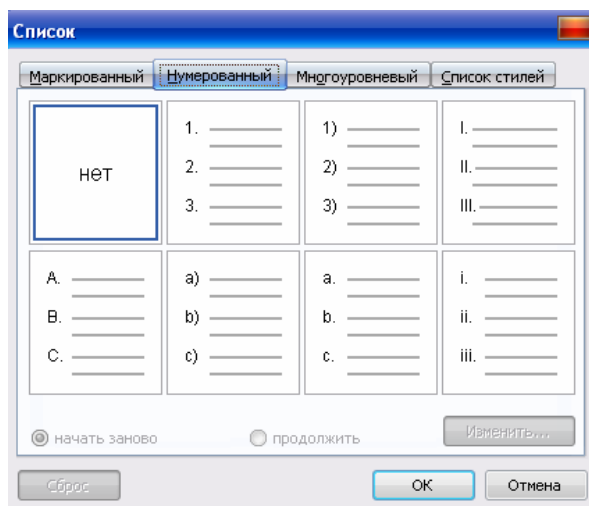 Список
Маркированный Нумерованный Многоуровневый Список стилей
нет
1.
2.
3.
1)
2)
3)
I.
II.
III.
A.
B.
C.
a)
b)
c)
a.
b.
c.
i.
ii.
iii.
начать заново продолжить Изменить...
Сброс ОК Отмена